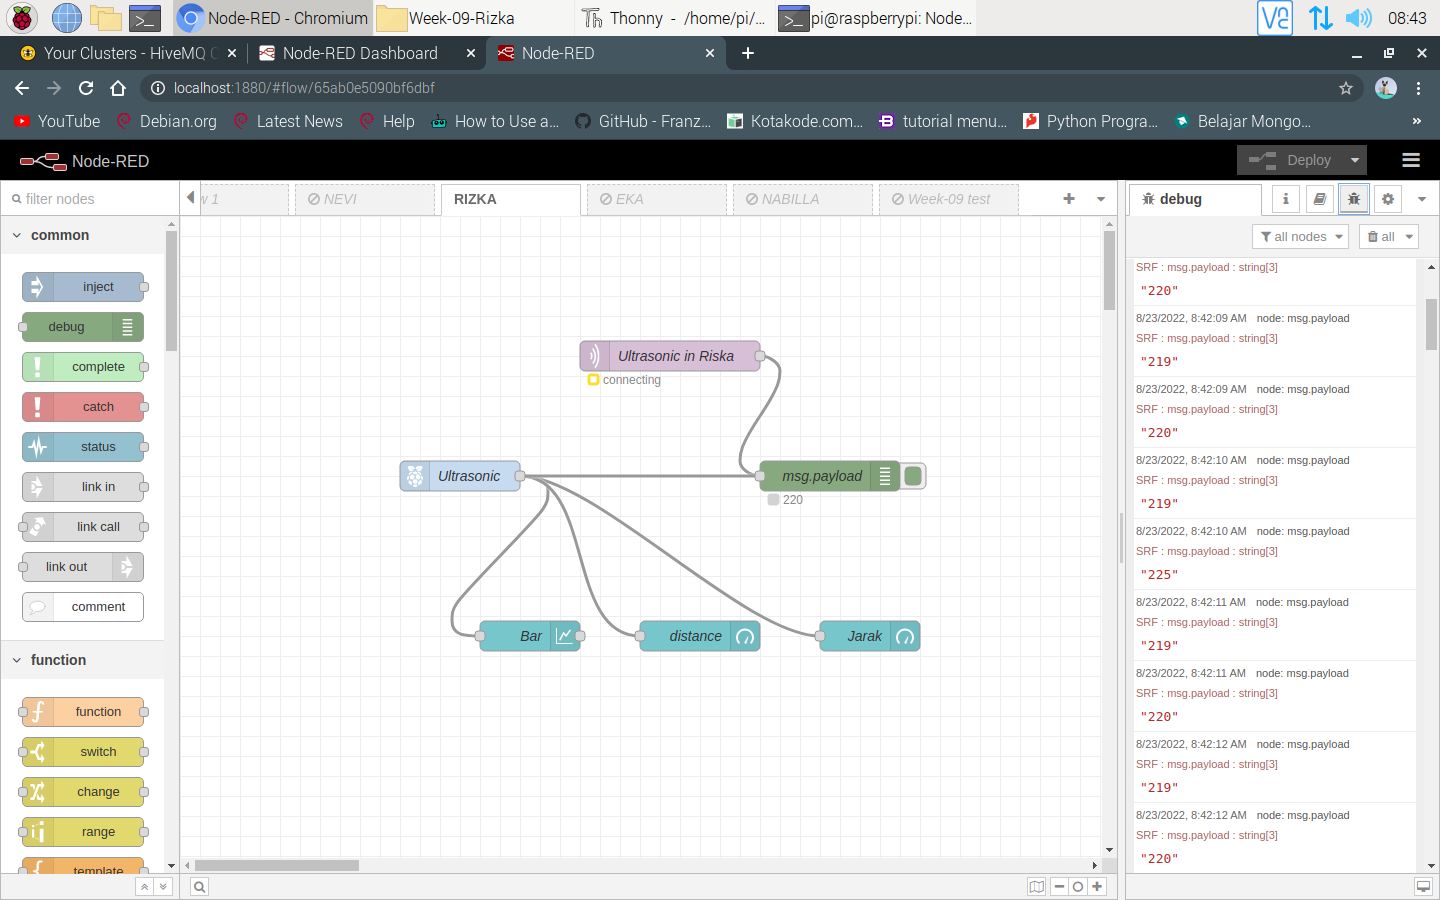 Node-RED - Chromium
Week-09-Rizka
Thonny - /home/pi/...
pi@raspberrypi: Node...
08:43
Your Clusters - HiveMQ C
Node-RED Dashboard
Node-RED
localhost:1880/#flow/65ab0e5090bf6dbf
YouTube
Debian.org
Latest News
Help
How to Use a...
GitHub - Franz...
Kotakode.com...
tutorial menu...
Python Progra...
Belajar Mongo...
»
Node-RED
Deploy
filter nodes
w 1
NEVI
RIZKA
EKA
NABILLA
Week-09 test
debug
all nodes
all
common
inject
debug
complete
catch
status
link in
link call
link out
comment
function
function
switch
change
range
template
Ultrasonic in Riska
connecting
Ultrasonic
msg.payload
220
Bar
distance
Jarak
SRF : msg.payload : string[3]
"220"
8/23/2022, 8:42:09 AM node: msg.payload
SRF : msg.payload : string[3]
"219"
8/23/2022, 8:42:09 AM node: msg.payload
SRF : msg.payload : string[3]
"220"
8/23/2022, 8:42:10 AM node: msg.payload
SRF : msg.payload : string[3]
"219"
8/23/2022, 8:42:10 AM node: msg.payload
SRF : msg.payload : string[3]
"225"
8/23/2022, 8:42:11 AM node: msg.payload
SRF : msg.payload : string[3]
"219"
8/23/2022, 8:42:11 AM node: msg.payload
SRF : msg.payload : string[3]
"220"
8/23/2022, 8:42:12 AM node: msg.payload
SRF : msg.payload : string[3]
"219"
8/23/2022, 8:42:12 AM node: msg.payload
SRF : msg.payload : string[3]
"220"